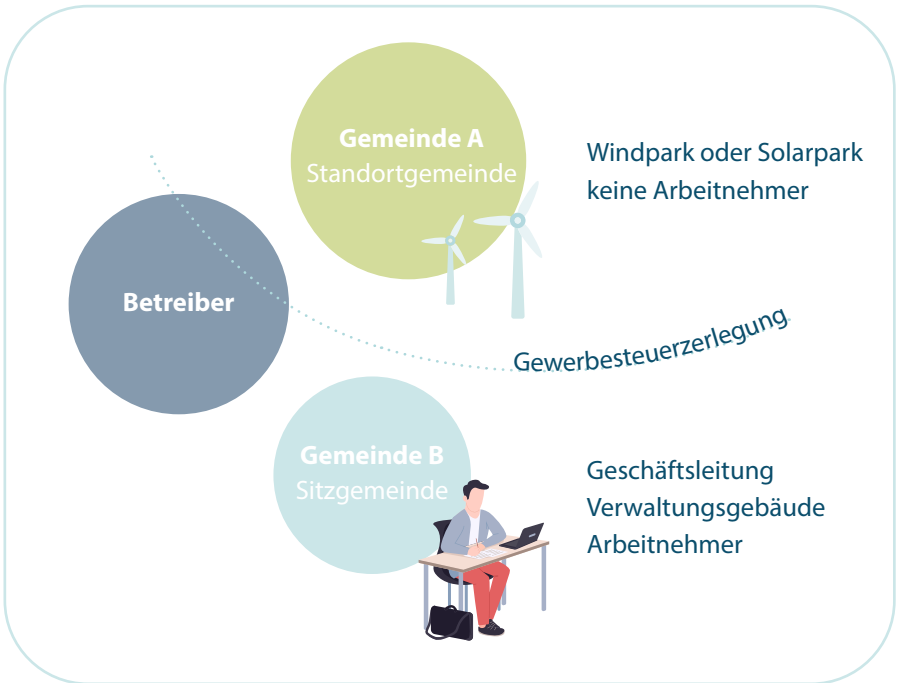 Gemeinde A
Standortgemeinde
Windpark oder Solarpark
keine Arbeitnehmer
Betreiber
Gewerbesteuerzerlegung
Gemeinde B
Sitzgemeinde
Geschäftsleitung
Verwaltungsgebäude
Arbeitnehmer